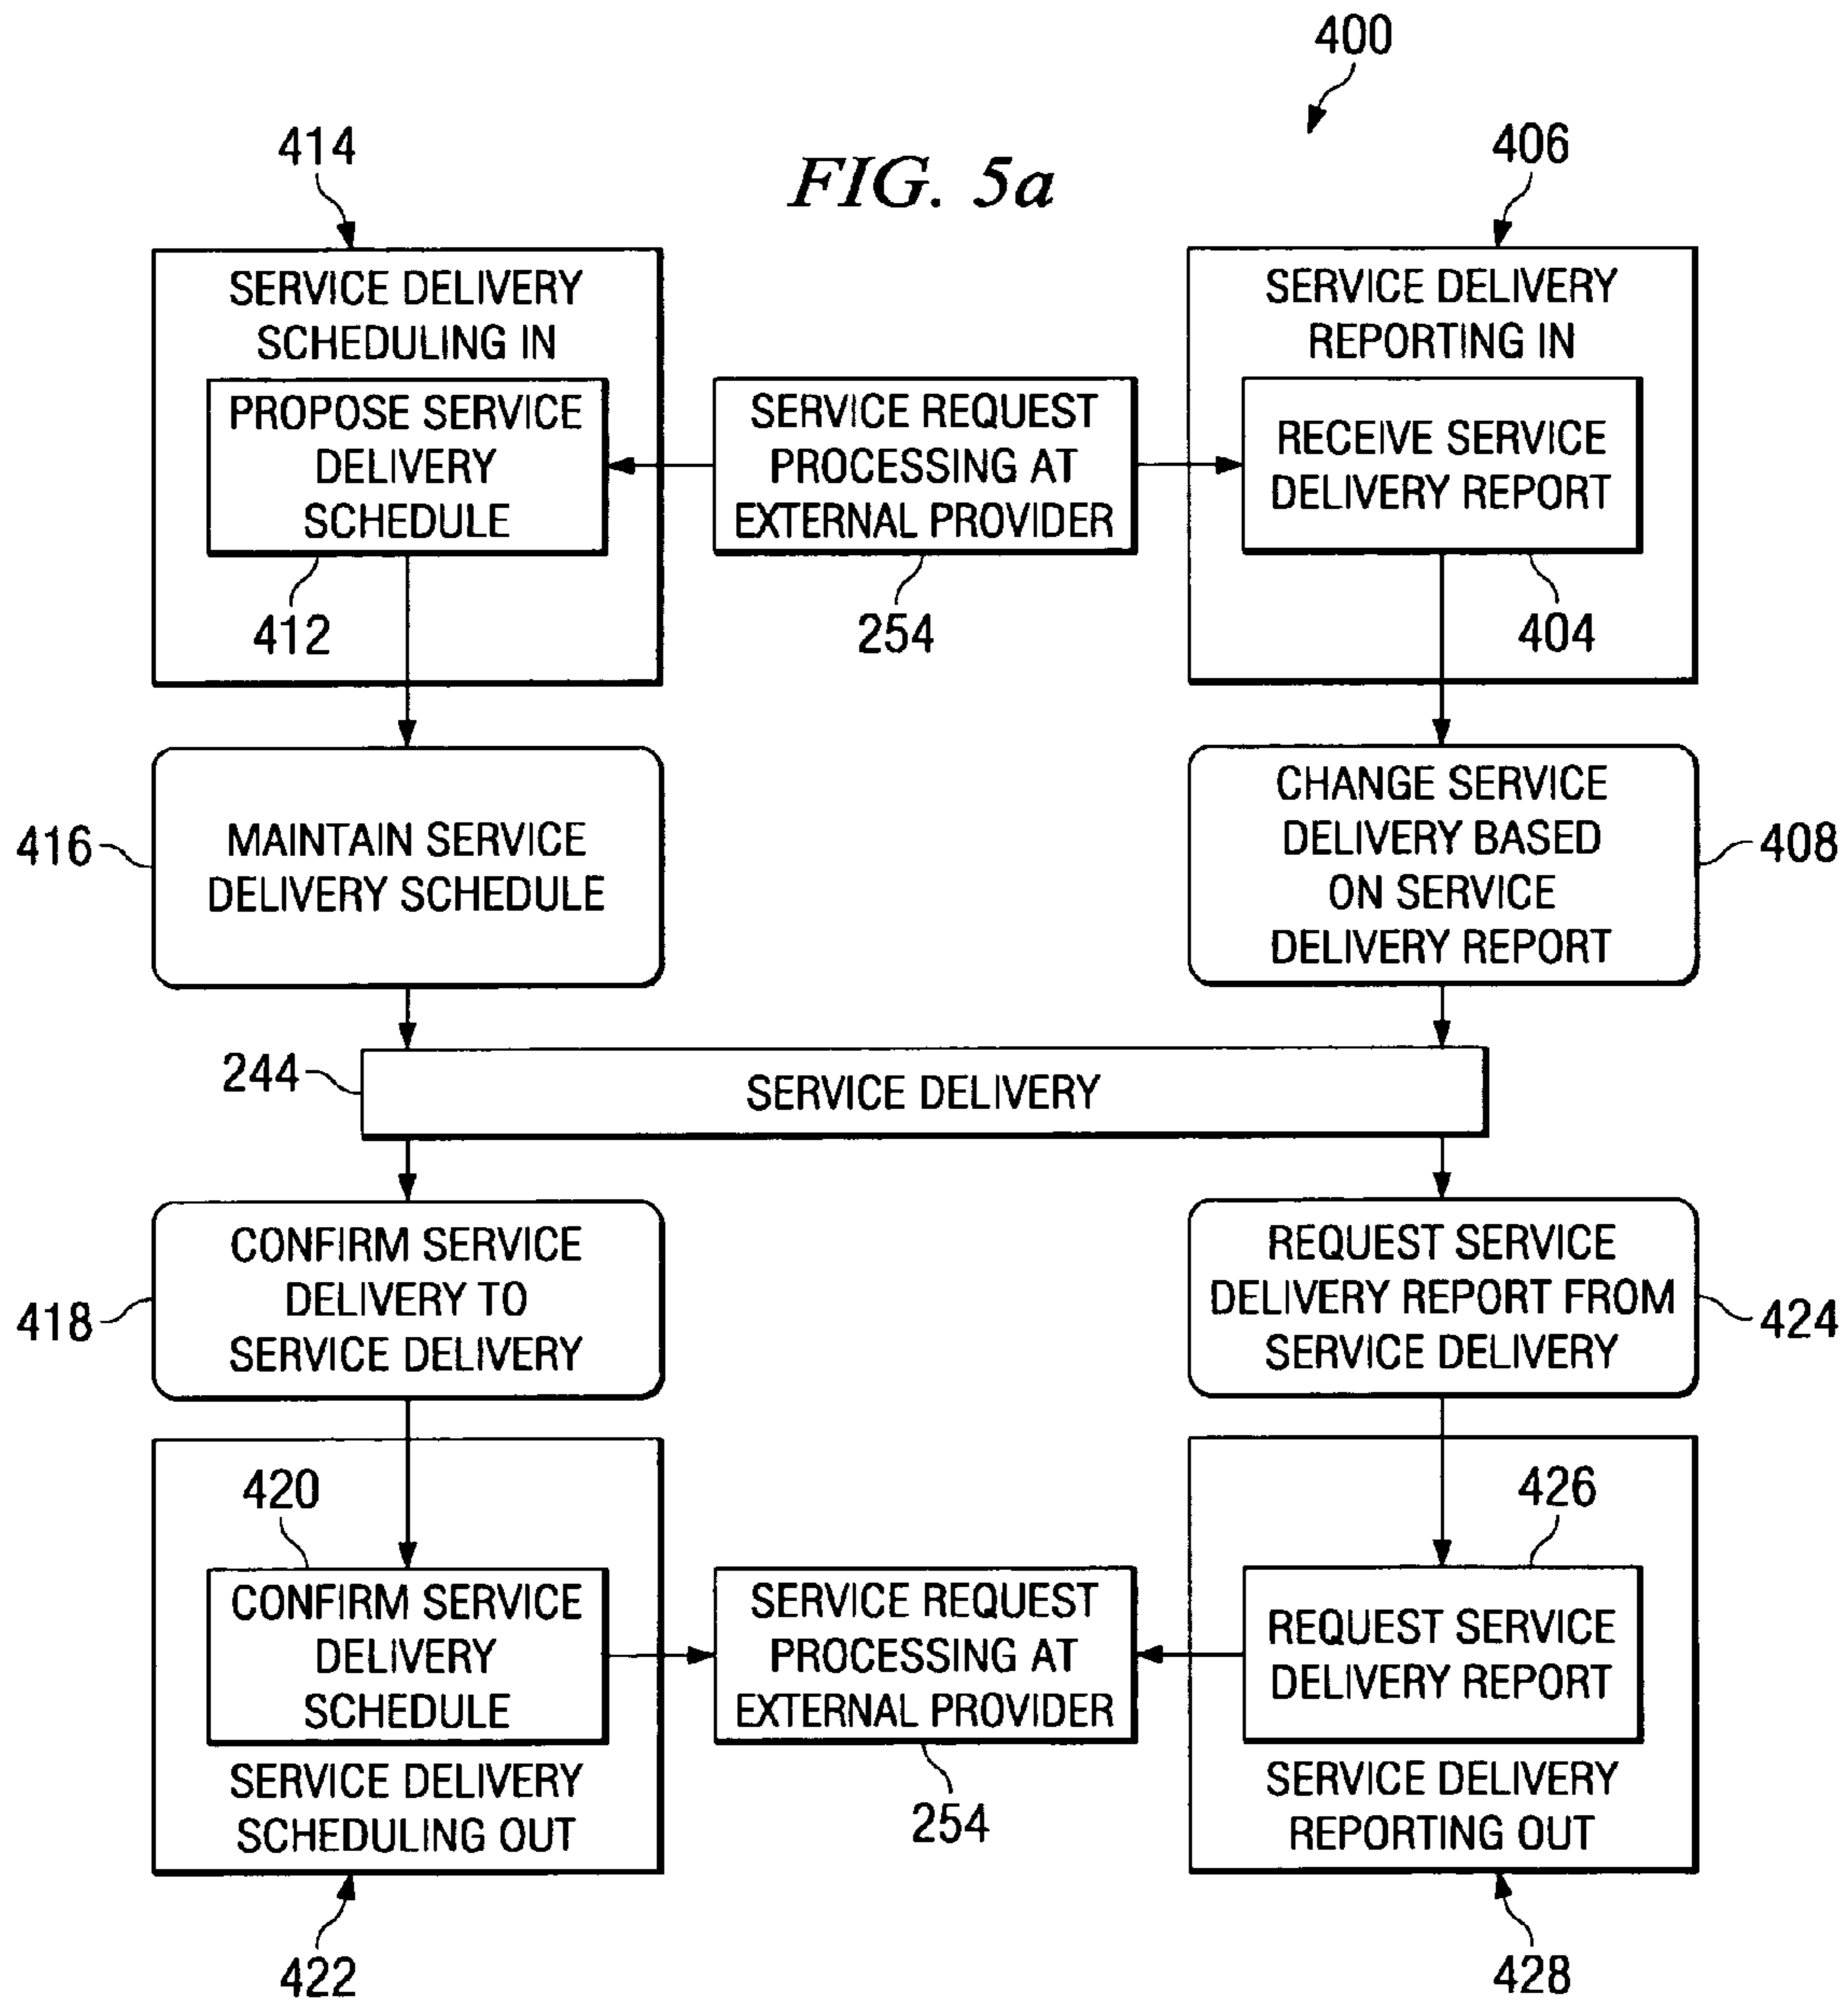 400
FIG. 5a
414
406
SERVICE DELIVERY
SCHEDULING IN
PROPOSE SERVICE
DELIVERY
SCHEDULE
412
SERVICE REQUEST
PROCESSING AT
EXTERNAL PROVIDER
254
SERVICE DELIVERY
REPORTING IN
RECEIVE SERVICE
DELIVERY REPORT
404
416
MAINTAIN SERVICE
DELIVERY SCHEDULE
CHANGE SERVICE
DELIVERY BASED
ON SERVICE
DELIVERY REPORT
408
244
SERVICE DELIVERY
418
CONFIRM SERVICE
DELIVERY TO
SERVICE DELIVERY
REQUEST SERVICE
DELIVERY REPORT FROM
SERVICE DELIVERY
424
420
CONFIRM SERVICE
DELIVERY
SCHEDULE
SERVICE DELIVERY
SCHEDULING OUT
422
SERVICE REQUEST
PROCESSING AT
EXTERNAL PROVIDER
254
426
REQUEST SERVICE
DELIVERY REPORT
SERVICE DELIVERY
REPORTING OUT
428